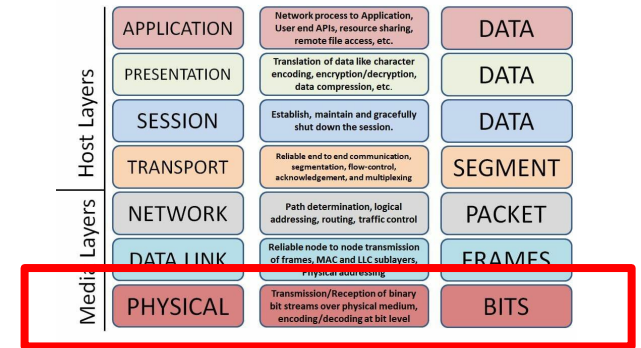 Host Layers
Media Layers
APPLICATION
Network process to Application,
User end APIs, resource sharing,
remote file access, etc.
DATA
PRESENTATION
Translation of data like character
encoding, encryption/decryption,
data compression, etc.
DATA
SESSION
Establish, maintain and gracefully
shut down the session.
DATA
TRANSPORT
Reliable end to end communication,
segmentation, flow-control,
acknowledgement, and multiplexing
SEGMENT
NETWORK
Path determination, logical
addressing, routing, traffic control
PACKET
DATA LINK
Reliable node to node transmission
of frames, MAC and LLC sublayers,
Physical addressing
FRAMES
PHYSICAL
Transmission/Reception of binary
bit streams over physical medium,
encoding/decoding at bit level
BITS